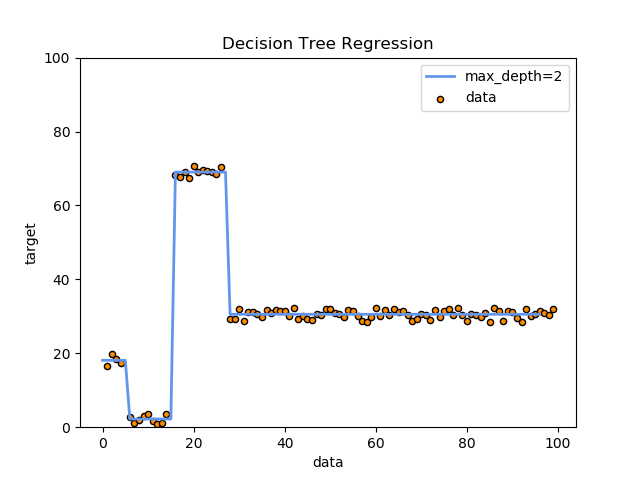 Decision Tree Regression
max_depth=2
data
100
80
60
40
20
0
target
0 20 40 60 80 100
data